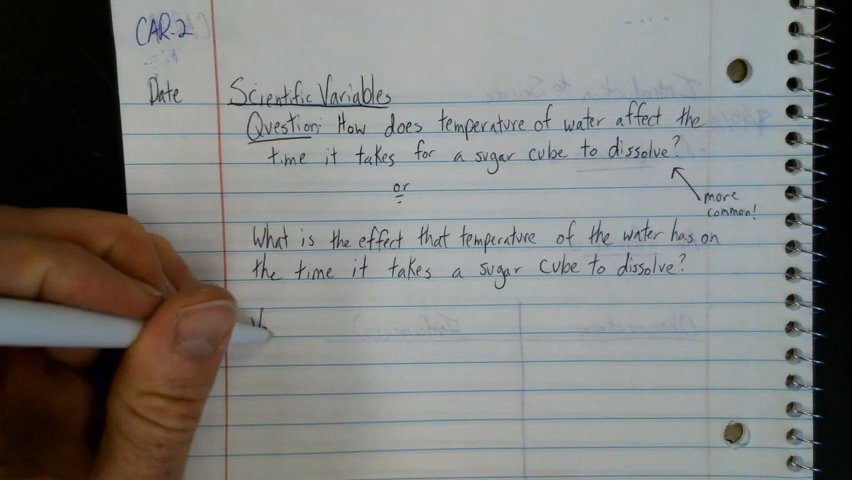 CAR-2
Date
Scientific Variables
Question: How does temperature of water affect the
time it takes for a sugar cube to dissolve?
or
more
common!
What is the effect that temperature of the water has on
the time it takes a sugar cube to dissolve?